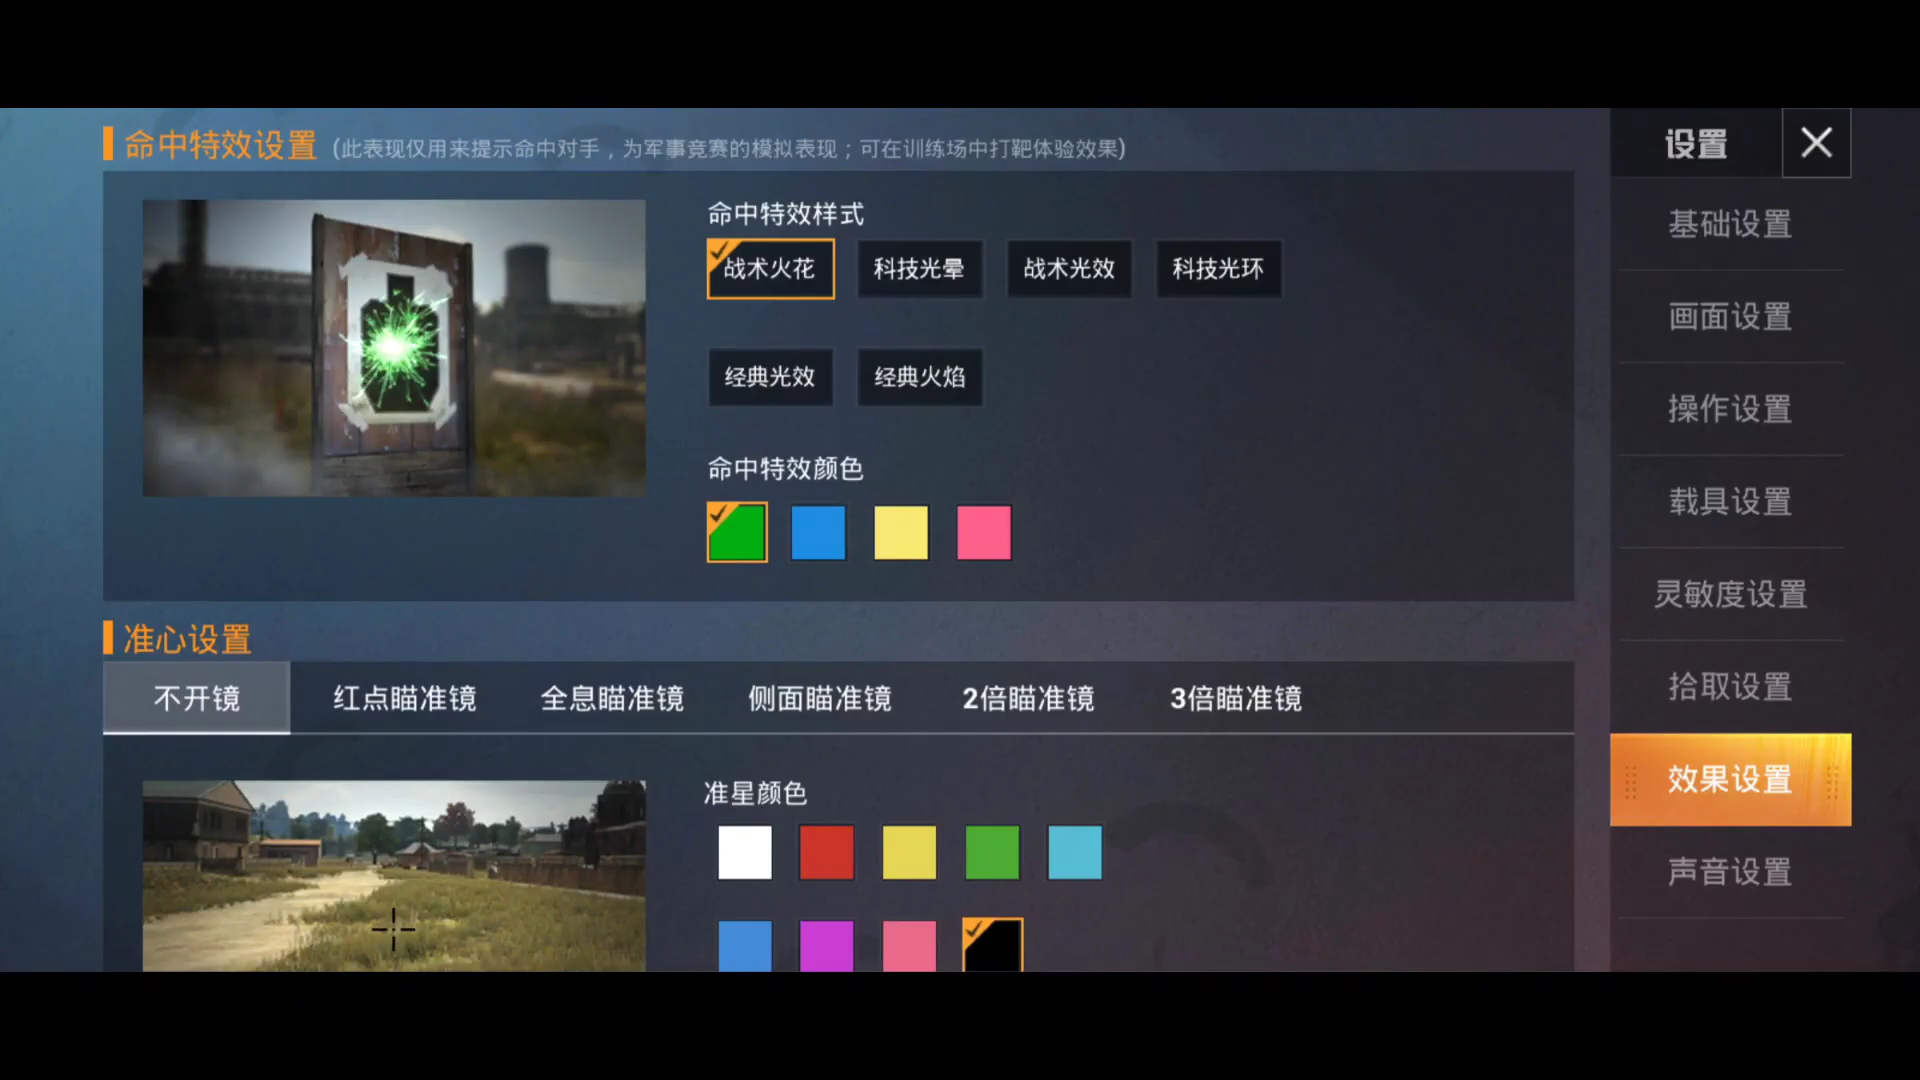 命中特效设置 (此表现仅用来提示命中对手，为军事竞赛的模拟表现；可在训练场中打靶体验效果)
设置
命中特效样式
战术火花 科技光晕 战术光效 科技光环
经典光效 经典火焰
命中特效颜色
准心设置
不开镜 红点瞄准镜 全息瞄准镜 侧面瞄准镜 2倍瞄准镜 3倍瞄准镜
准星颜色
基础设置
画面设置
操作设置
载具设置
灵敏度设置
拾取设置
效果设置
声音设置